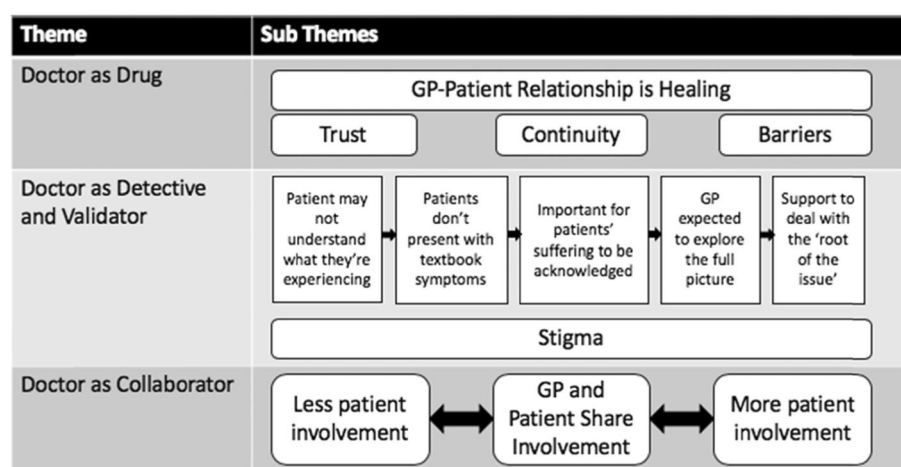 Theme
Sub Themes
Doctor as Drug
GP-Patient Relationship is Healing
Trust
Continuity
Barriers
Doctor as Detective
and Validator
Patient may
not
understand
what they're
experiencing
Patients
don't
present with
textbook
symptoms
Important for
patients'
suffering to be
acknowledged
GP
expected
to explore
the full
picture
Support to
deal with
the 'root
of the
issue'
Stigma
Doctor as Collaborator
Less patient
involvement
GP and
Patient Share
Involvement
More patient
involvement